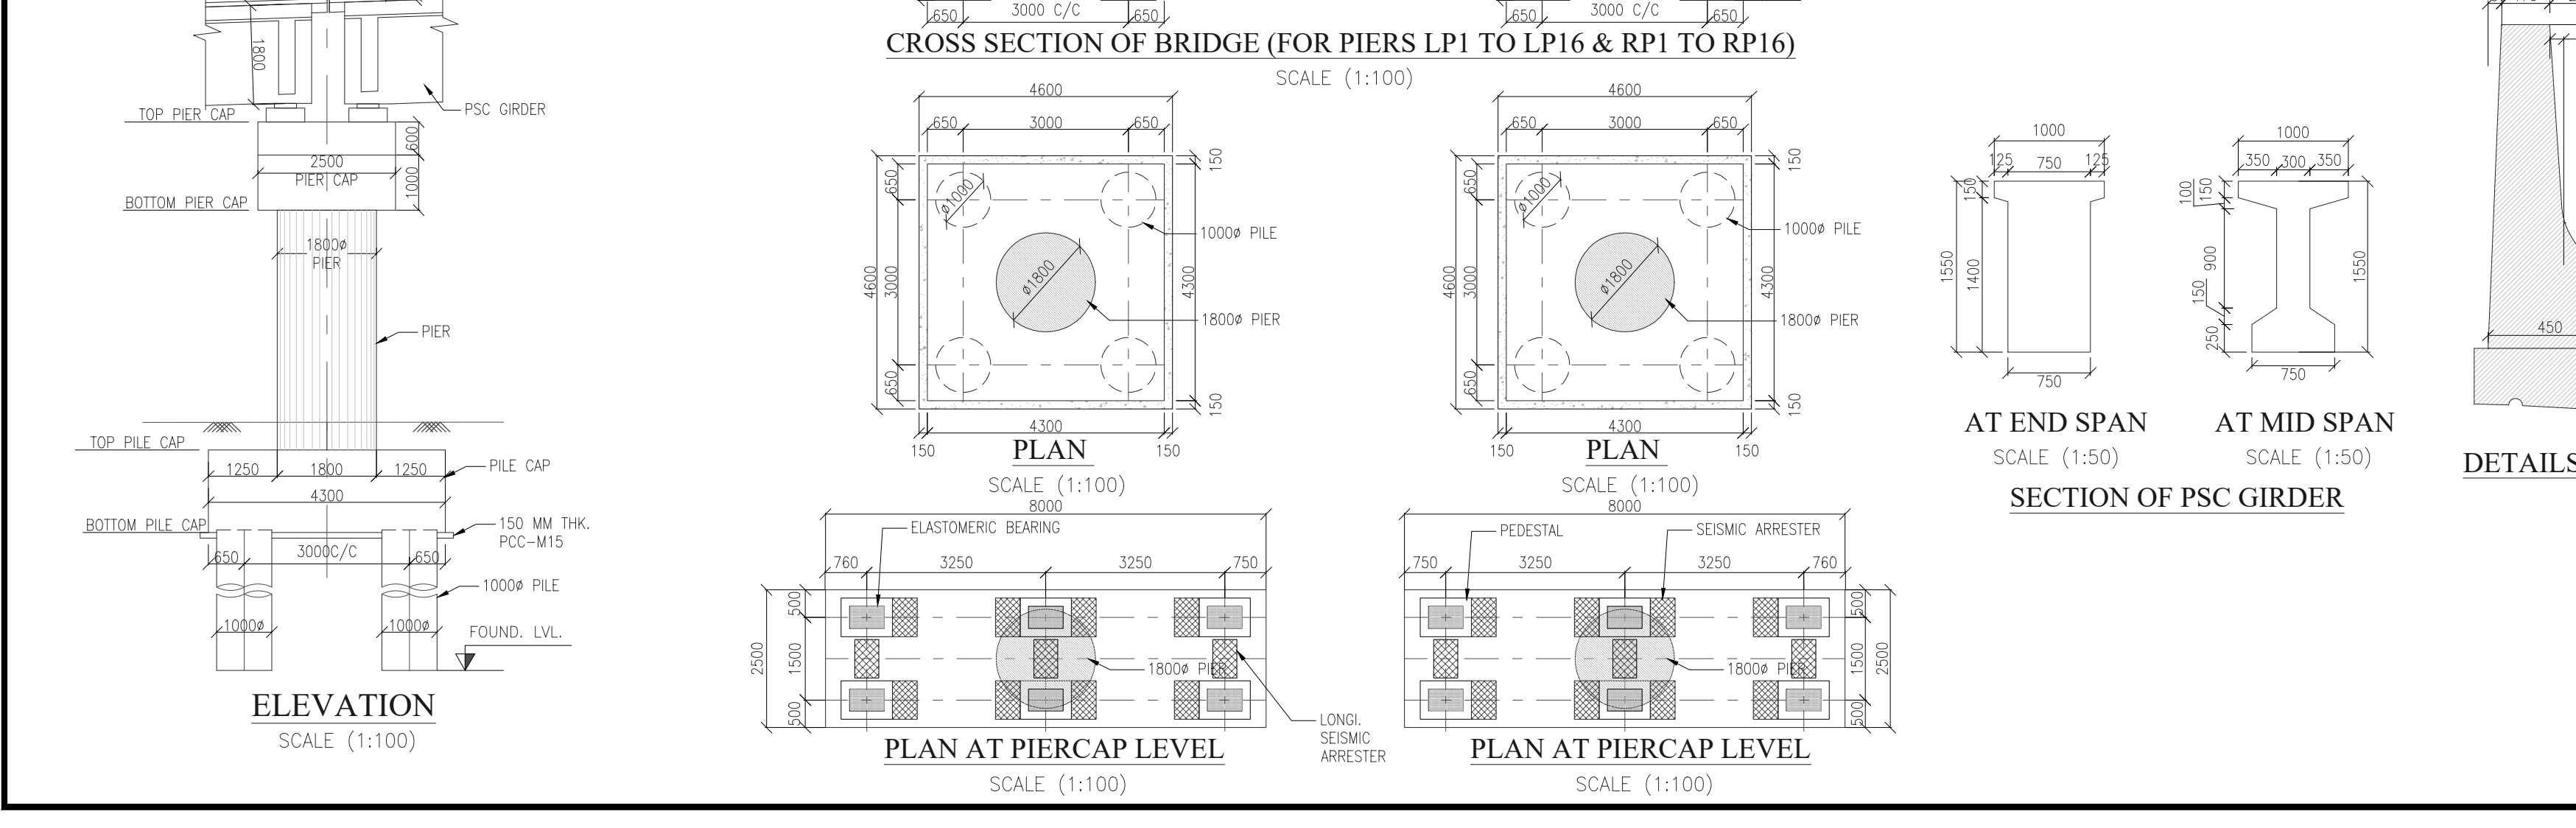 1800
PSC GIRDER
TOP PIER CAP
600
2500
PIER CAP
1000
BOTTOM PIER CAP
1800ø
PIER
PIER
TOP PILE CAP
1250 1800 1250
PILE CAP
4300
BOTTOM PILE CAP
150 MM THK.
PCC-M15
650 3000C/C 650
1000ø PILE
1000ø 1000ø
FOUND. LVL.
ELEVATION
SCALE (1:100)
650 3000 C/C 650
650 3000 C/C 650
CROSS SECTION OF BRIDGE (FOR PIERS LP1 TO LP16 & RP1 TO RP16)
SCALE (1:100)
4600
650 3000 650
150
650
ø1000
1000ø PILE
4600
3000
ø1800
4300
1800ø PIER
650
150
4300
150 150
PLAN
SCALE (1:100)
4600
650 3000 650
150
650
ø1000
1000ø PILE
4600
3000
ø1800
4300
1800ø PIER
650
150
4300
150 150
PLAN
SCALE (1:100)
8000
ELASTOMERIC BEARING
760 3250 3250 750
500
2500
1500
1800ø PIER
500
LONGI.
SEISMIC
ARRESTER
PLAN AT PIERCAP LEVEL
SCALE (1:100)
8000
PEDESTAL
SEISMIC ARRESTER
750 3250 3250 760
500
1500
2500
1800ø PIER
500
PLAN AT PIERCAP LEVEL
SCALE (1:100)
1000
125 750 125
150
1550
1400
750
AT END SPAN
SCALE (1:50)
1000
350 300 350
100
150
900
1550
150
250
750
AT MID SPAN
SCALE (1:50)
SECTION OF PSC GIRDER
450
DETAILS